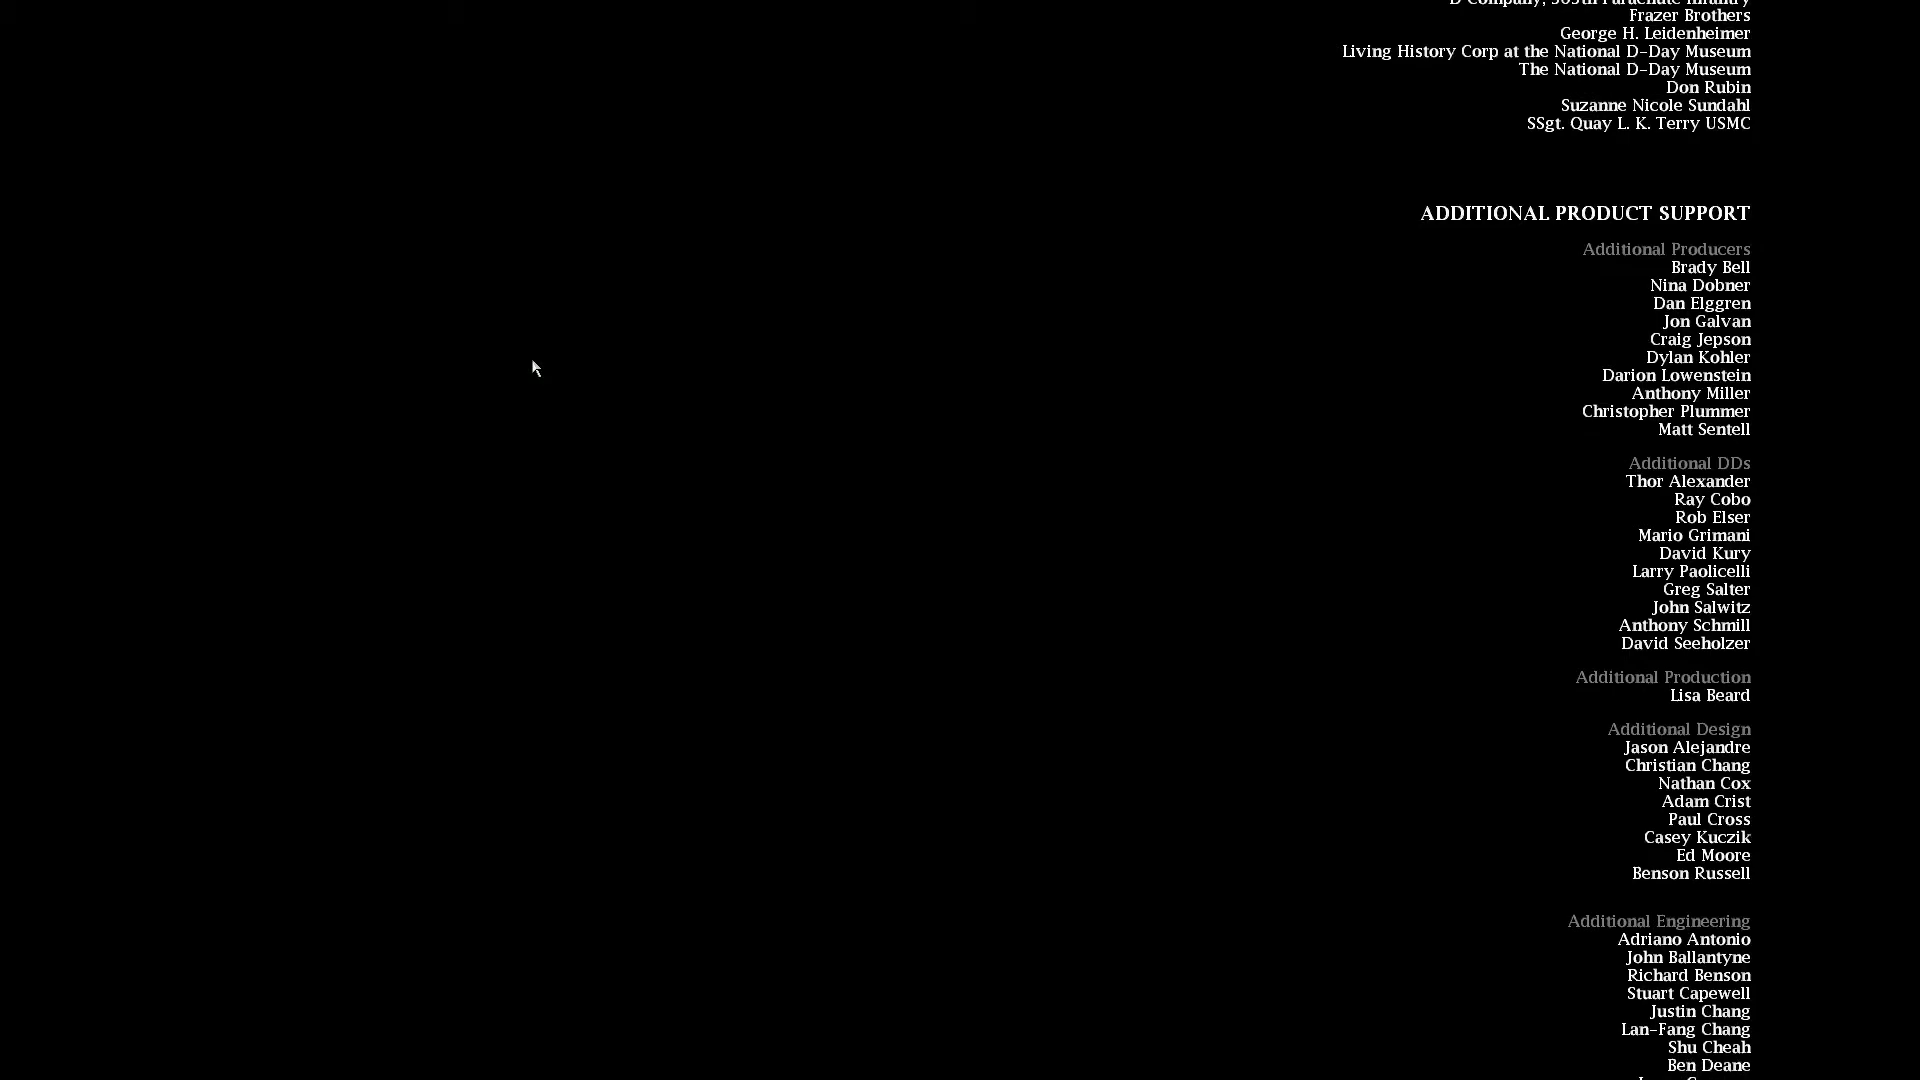 D Company, 505th Parachute Infantry
Frazer Brothers
George H. Leidenheimer
Living History Corp at the National D-Day Museum
The National D-Day Museum
Don Rubin
Suzanne Nicole Sundahl
SSgt. Quay L. K. Terry USMC
ADDITIONAL PRODUCT SUPPORT
Additional Producers
Brady Bell
Nina Dobner
Dan Elggren
Jon Galvan
Craig Jepson
Dylan Kohler
Darion Lowenstein
Anthony Miller
Christopher Plummer
Matt Sentell
Additional DDs
Thor Alexander
Ray Cobo
Rob Elser
Mario Grimani
David Kury
Larry Paolicelli
Greg Salter
John Salwitz
Anthony Schmill
David Seeholzer
Additional Production
Lisa Beard
Additional Design
Jason Alejandre
Christian Chang
Nathan Cox
Adam Crist
Paul Cross
Casey Kuczik
Ed Moore
Benson Russell
Additional Engineering
Adriano Antonio
John Ballantyne
Richard Benson
Stuart Capewell
Justin Chang
Lan-Fang Chang
Shu Cheah
Ben Deane